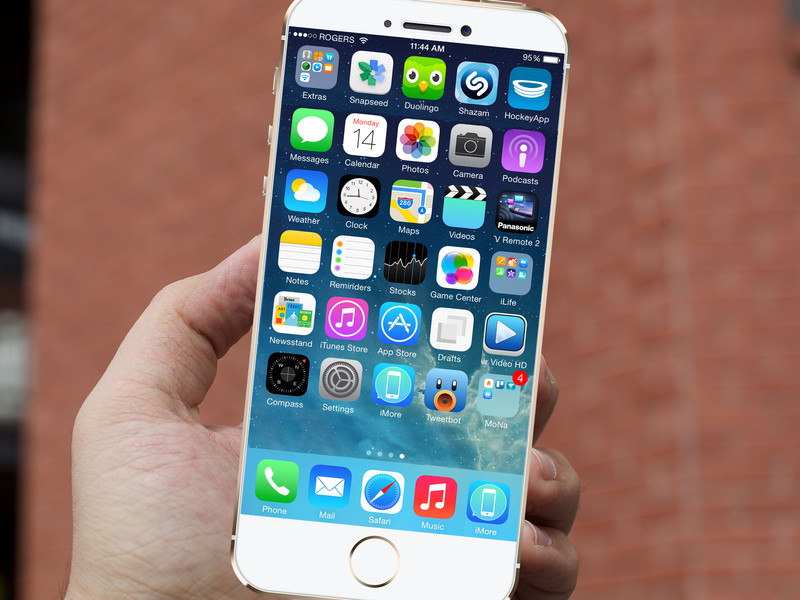 ROGERS 11:44 AM 95%
Extras Snapseed Duolingo Shazam HockeyApp
Monday
14
Messages Calendar Photos Camera Podcasts
280
Panasonic
Weather Clock Maps Videos V Remote 2
Notes Reminders Stocks Game Center iLife
Newsstand iTunes Store App Store Drafts wr Video HD
N
4
Compass Settings iMore Tweetbot MoNa
Phone Mail Safari Music iMore